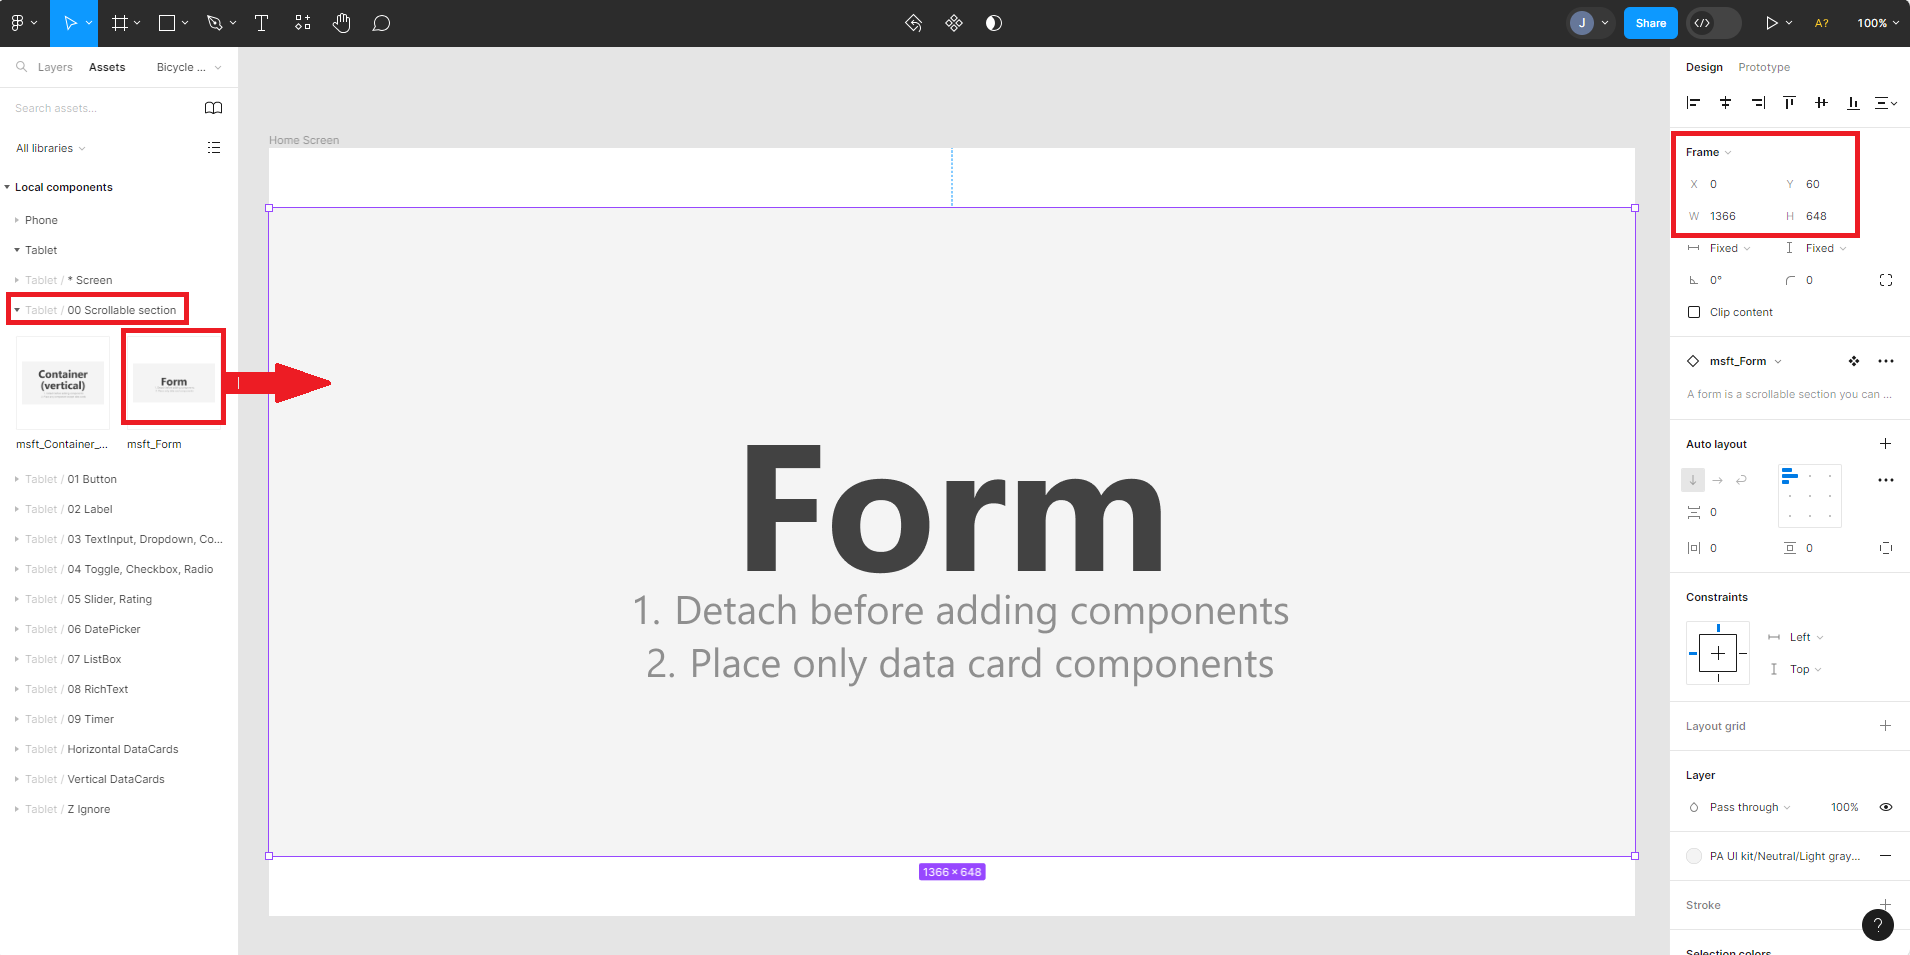 J
Share
A?
100%
Layers
Assets
Bicycle ...
Search assets...
All libraries
Local components
Phone
Tablet
Tablet / * Screen
Tablet / 00 Scrollable section
Container
(vertical)
Form
msft_Container_...
msft_Form
Tablet / 01 Button
Tablet / 02 Label
Tablet / 03 TextInput, Dropdown, Co...
Tablet / 04 Toggle, Checkbox, Radio
Tablet / 05 Slider, Rating
Tablet / 06 DatePicker
Tablet / 07 ListBox
Tablet / 08 RichText
Tablet / 09 Timer
Tablet / Horizontal DataCards
Tablet / Vertical DataCards
Tablet / Z Ignore
Home Screen
Form
1. Detach before adding components
2. Place only data card components
1366 × 648
Design
Prototype
Frame
X 0 Y 60
W 1366 H 648
Fixed Fixed
0° 0
Clip content
msft_Form
A form is a scrollable section you can ...
Auto layout
0
0 0
Constraints
Left
Top
Layout grid
Layer
Pass through 100%
PA UI kit/Neutral/Light gray...
Stroke
?
Selection colors